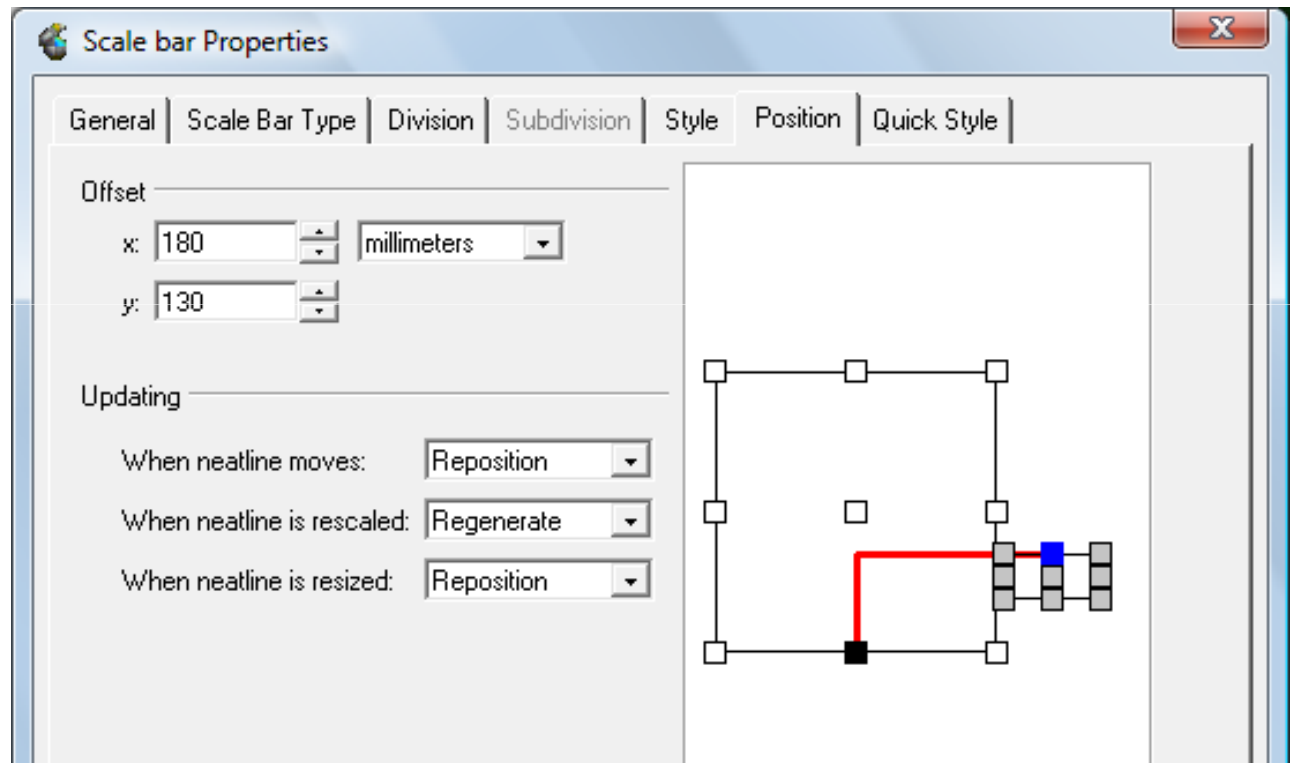 Scale bar Properties
General Scale Bar Type Division Subdivision Style Position Quick Style
Offset
x: 180 millimeters
y: 130
Updating
When neatline moves: Reposition
When neatline is rescaled: Regenerate
When neatline is resized: Reposition